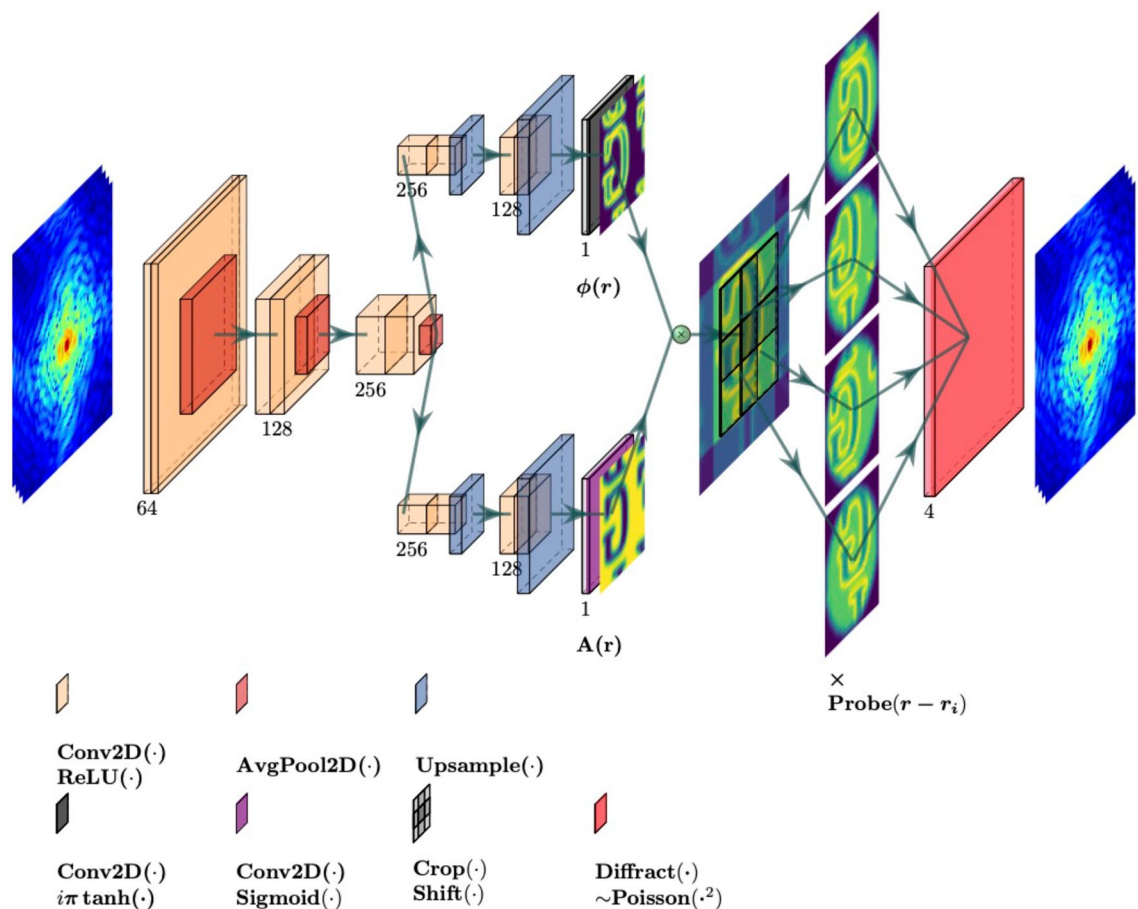 256
128
1
ϕ(r)
64
128
256
256
128
1
A(r)
4
×
Probe(r − rᵢ)
Conv2D(·)
ReLU(·)
AvgPool2D(·)
Upsample(·)
Conv2D(·)
iπ tanh(·)
Conv2D(·)
Sigmoid(·)
Crop(·)
Shift(·)
Diffract(·)
~Poisson(·²)